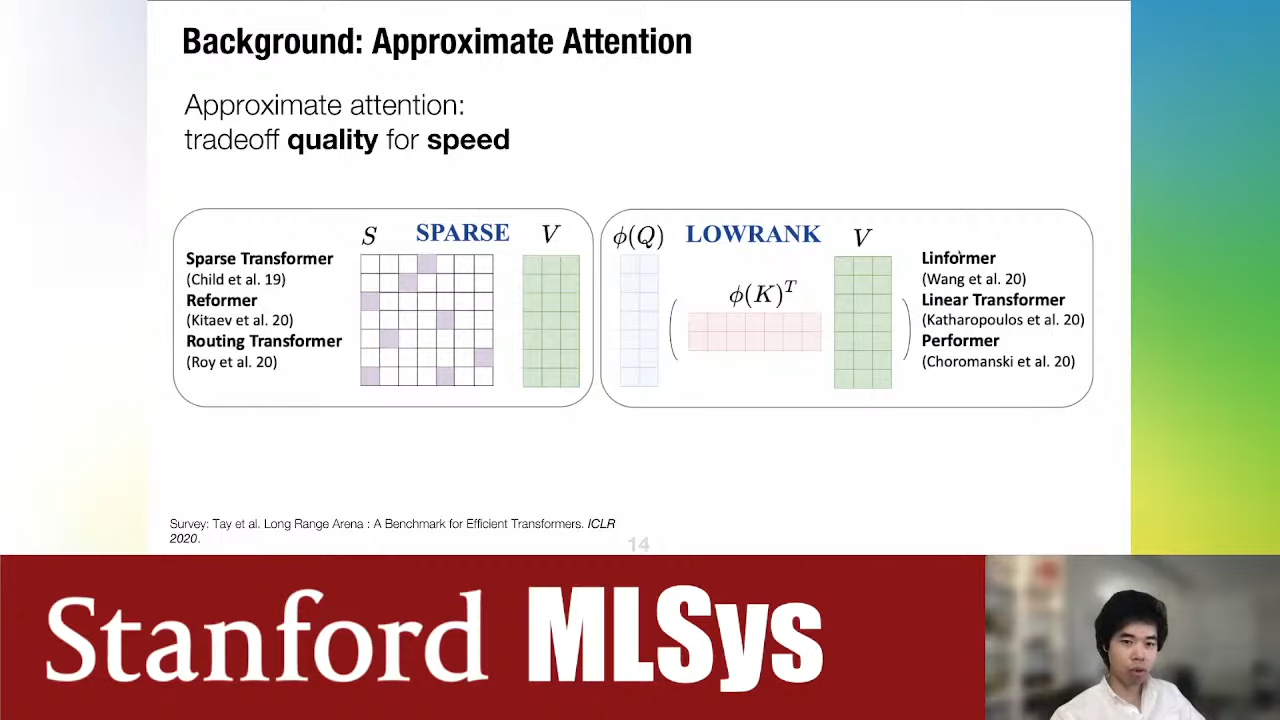 Background: Approximate Attention
Approximate attention:
tradeoff quality for speed
S SPARSE V
Sparse Transformer
(Child et al. 19)
Reformer
(Kitaev et al. 20)
Routing Transformer
(Roy et al. 20)
ϕ(Q) LOWRANK V
ϕ(K)^T
Linformer
(Wang et al. 20)
Linear Transformer
(Katharopoulos et al. 20)
Performer
(Choromanski et al. 20)
Survey: Tay et al. Long Range Arena : A Benchmark for Efficient Transformers. ICLR
2020.
14
Stanford MLSys